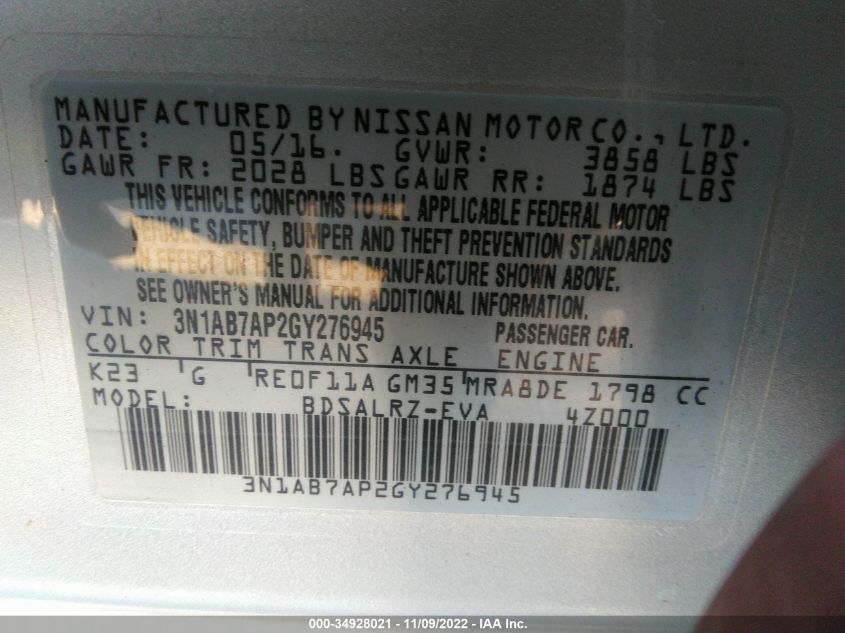 MANUFACTURED BY NISSAN MOTOR CO., LTD.
DATE: 05/16. GVWR: 3858 LBS
GAWR FR: 2028 LBS GAWR RR: 1874 LBS
THIS VEHICLE CONFORMS TO ALL APPLICABLE FEDERAL MOTOR
VEHICLE SAFETY, BUMPER AND THEFT PREVENTION STANDARDS
IN EFFECT ON THE DATE OF MANUFACTURE SHOWN ABOVE.
SEE OWNER'S MANUAL FOR ADDITIONAL INFORMATION.
VIN: 3N1AB7AP2GY276945 PASSENGER CAR.
COLOR TRIM TRANS AXLE ENGINE
K23 G RE0F11A GM35 MRA8DE 1798 CC
MODEL: BDSALRZ-EVA 4Z000
3N1AB7AP2GY276945
000-34928021 - 11/09/2022 - IAA Inc.